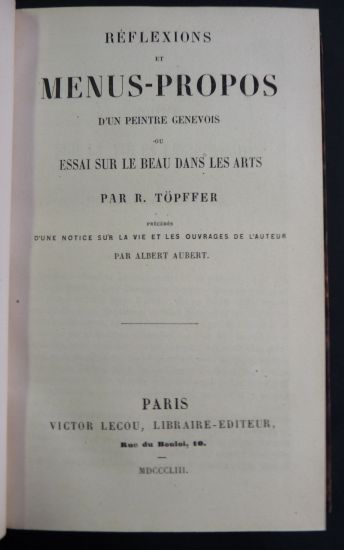 RÉFLEXIONS
ET
MENUS-PROPOS
D'UN PEINTRE GENEVOIS
OU
ESSAI SUR LE BEAU DANS LES ARTS
PAR R. TÖPFFER
PRÉCÉDÉS
D'UNE NOTICE SUR LA VIE ET LES OUVRAGES DE L'AUTEUR
PAR ALBERT AUBERT.
PARIS
VICTOR LECOU, LIBRAIRE-EDITEUR,
Rue du Bouloi, 10.
MDCCCLIII.